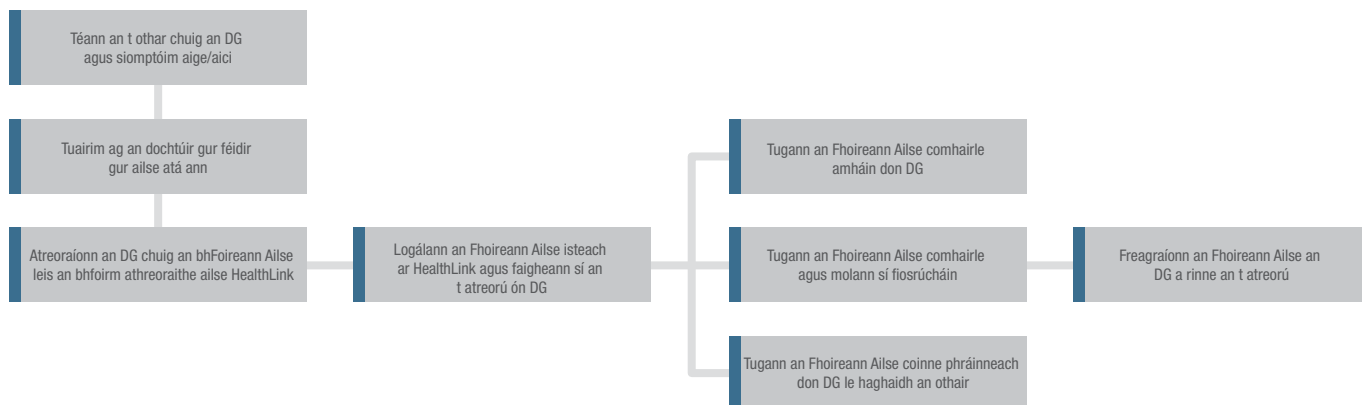 Téann an t othar chuig an DG
agus siomptóim aige/aici
Tuairim ag an dochtúir gur féidir
gur ailse atá ann
Atreoraíonn an DG chuig an bhFoireann Ailse
leis an bhfoirm athreoraithe ailse HealthLink
Logálann an Fhoireann Ailse isteach
ar HealthLink agus faigheann sí an
t atreorú ón DG
Tugann an Fhoireann Ailse comhairle
amháin don DG
Tugann an Fhoireann Ailse comhairle
agus molann sí fiosrúcháin
Tugann an Fhoireann Ailse coinne phráinneach
don DG le haghaidh an othair
Freagraíonn an Fhoireann Ailse an
DG a rinne an t atreorú